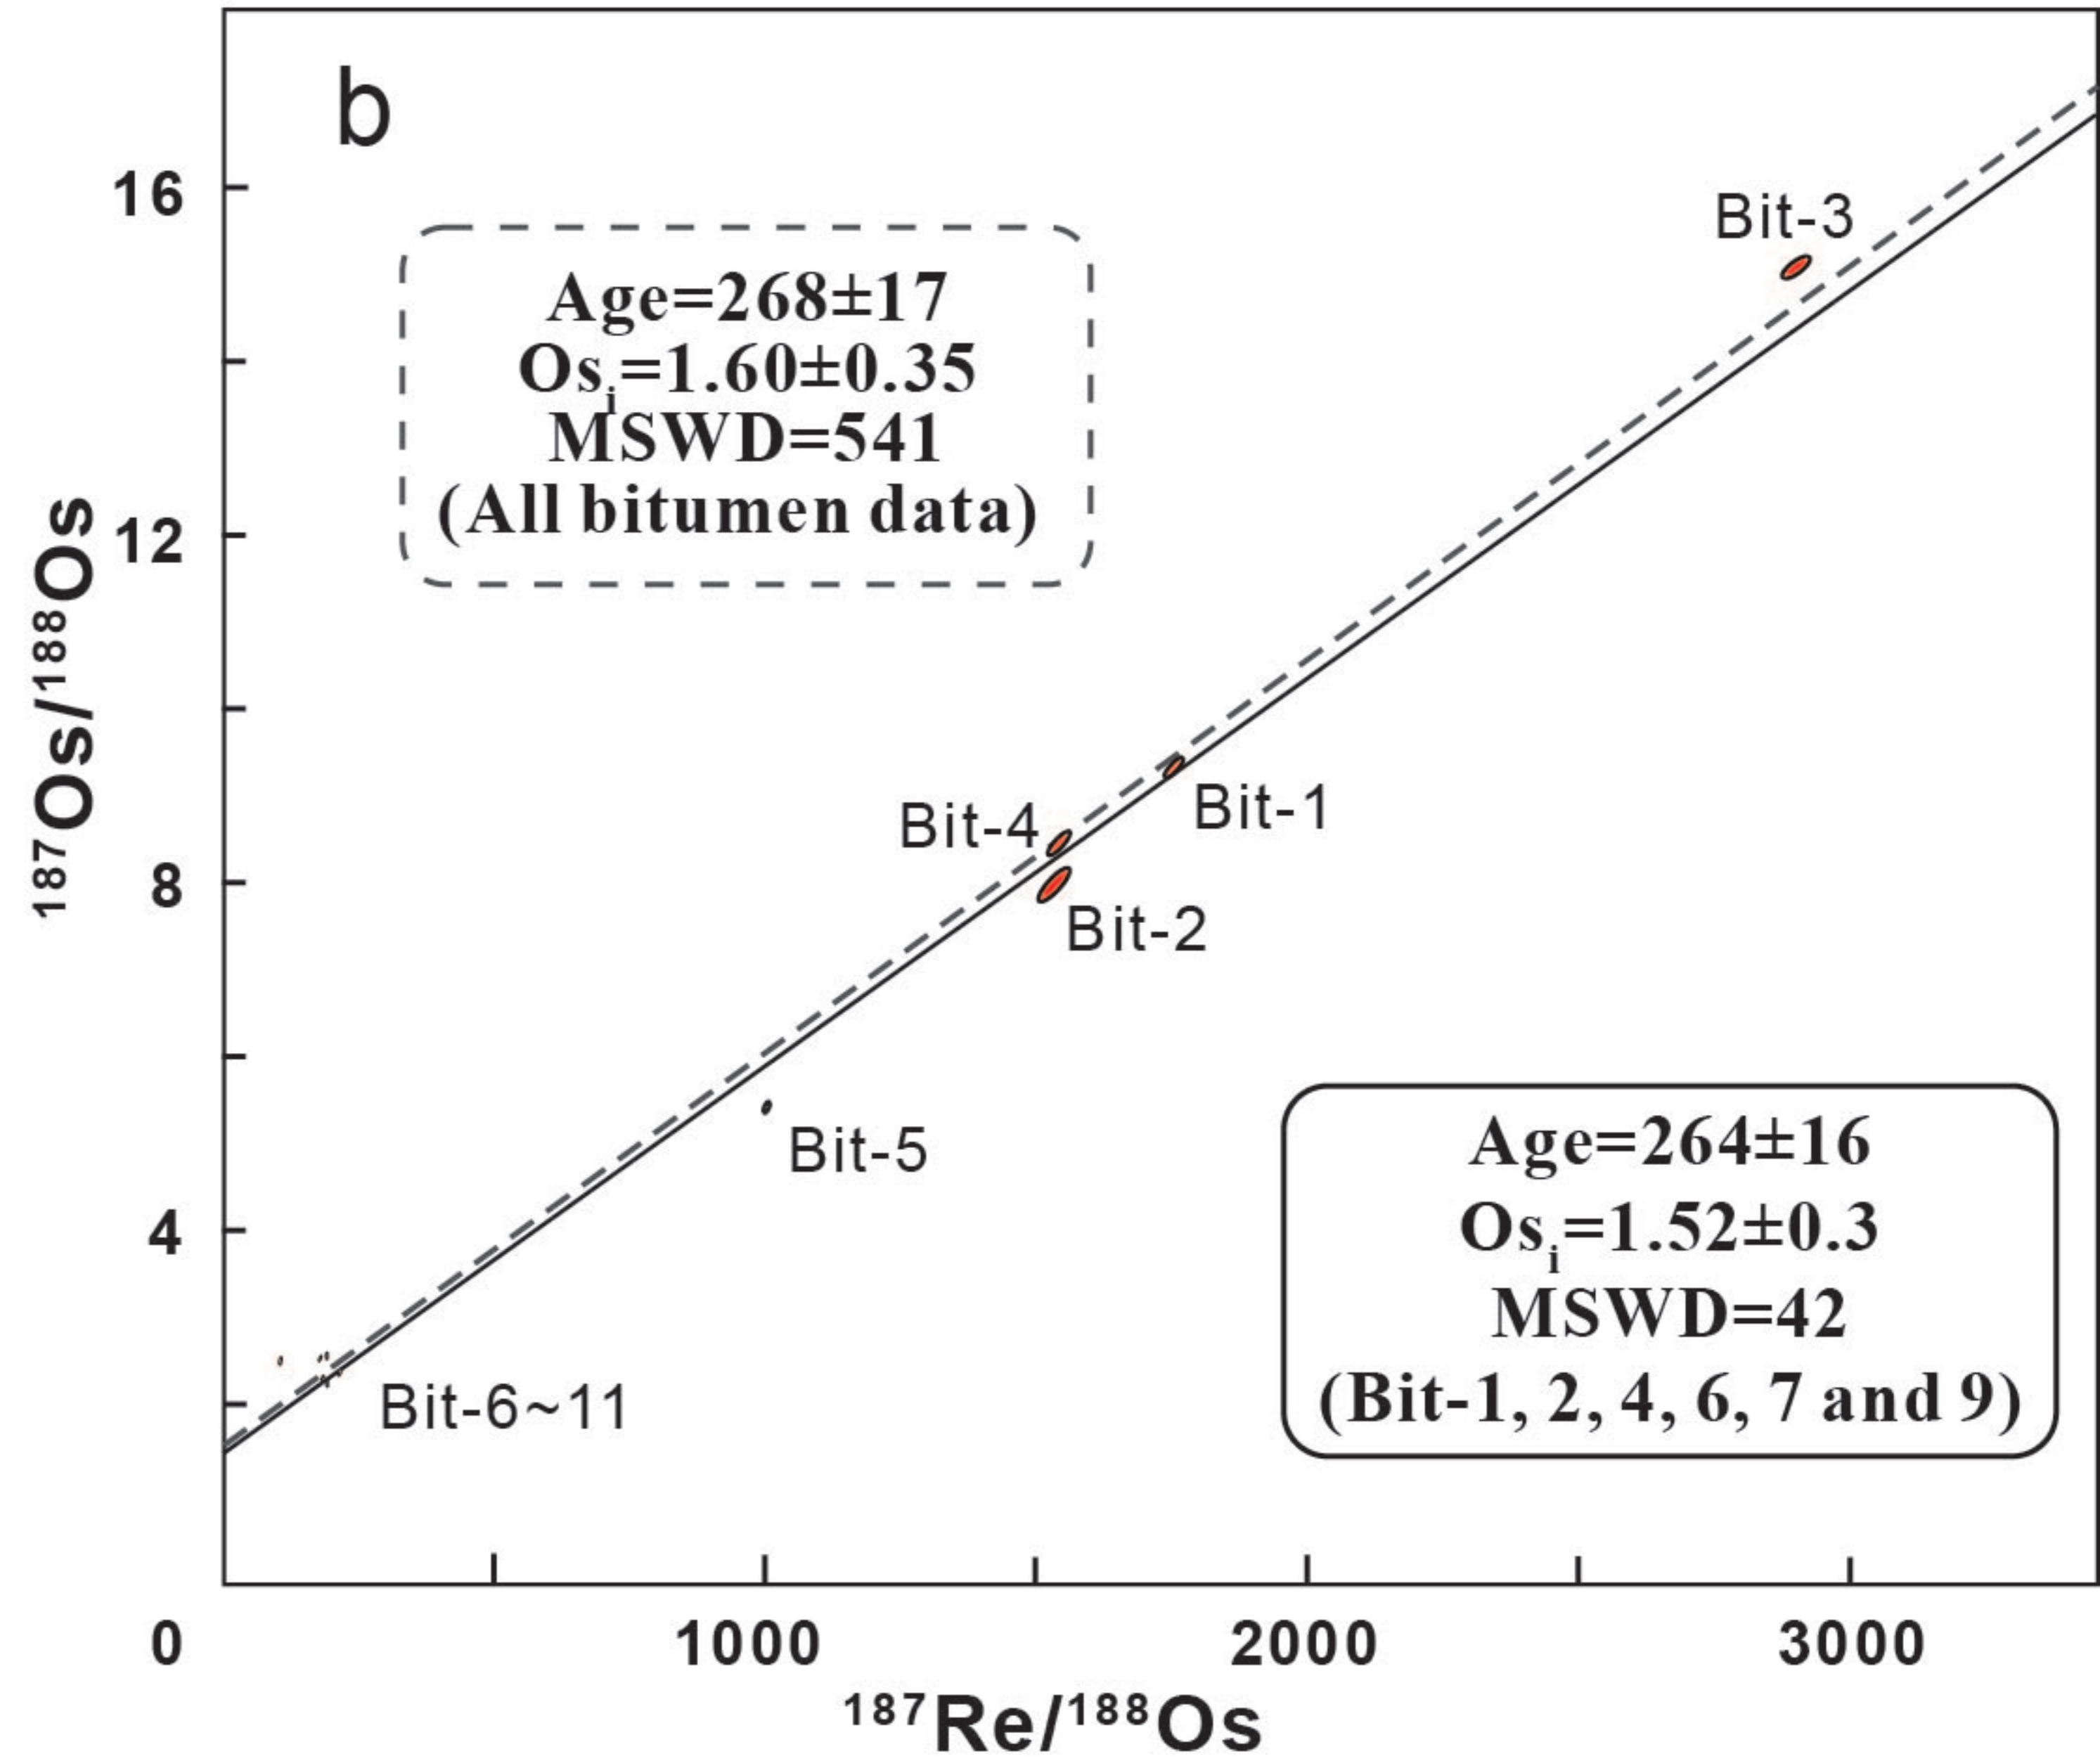 b
16
12
8
4
0
¹⁸⁷Os/¹⁸⁸Os
Age=268±17
Osᵢ=1.60±0.35
MSWD=541
(All bitumen data)
Bit-3
Bit-1
Bit-4
Bit-2
Bit-5
Bit-6~11
Age=264±16
Osᵢ=1.52±0.3
MSWD=42
(Bit-1, 2, 4, 6, 7 and 9)
1000
2000
3000
¹⁸⁷Re/¹⁸⁸Os